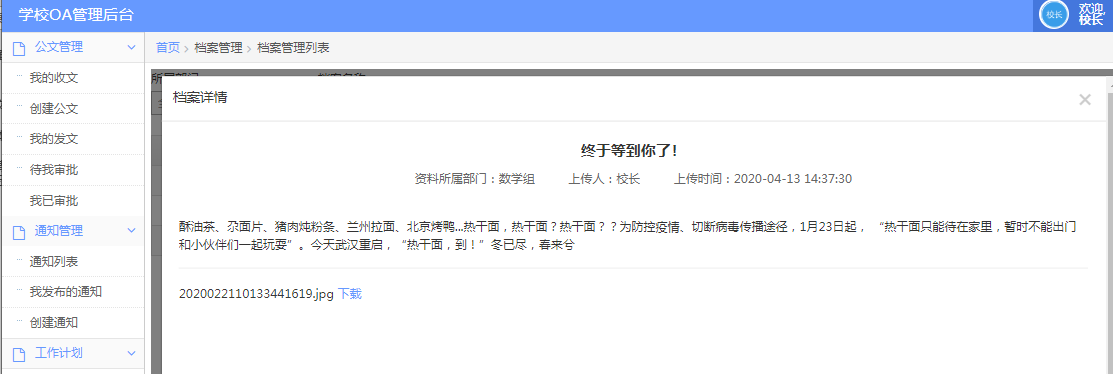 学校OA管理后台
校长
欢迎,
校长
公文管理
我的收文
创建公文
我的发文
待我审批
我已审批
通知管理
通知列表
我发布的通知
创建通知
工作计划
首页 > 档案管理 > 档案管理列表
档案详情
×
终于等到你了！
资料所属部门：数学组 上传人：校长 上传时间：2020-04-13 14:37:30
酥油茶、尕面片、猪肉炖粉条、兰州拉面、北京烤鸭...热干面，热干面？热干面？？为防控疫情、切断病毒传播途径，1月23日起， “热干面只能待在家里，暂时不能出门
和小伙伴们一起玩耍”。今天武汉重启，“热干面，到！”冬已尽，春来兮
2020022110133441619.jpg 下载